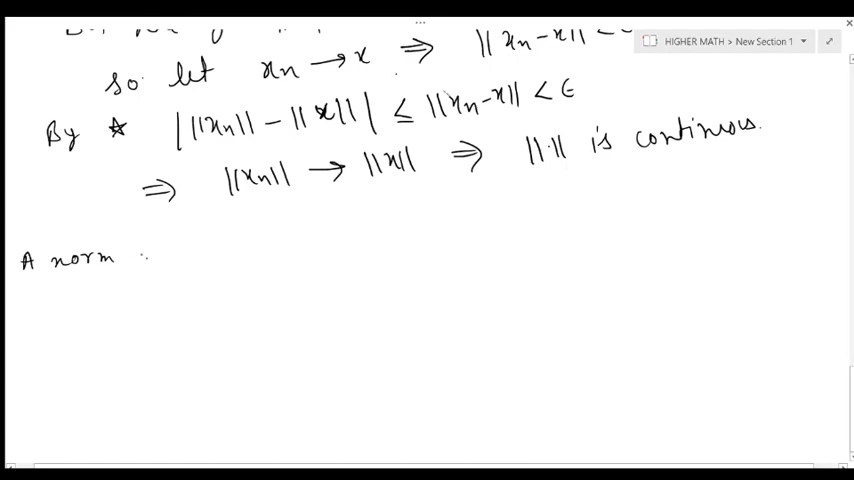 HIGHER MATH > New Section 1
|| xn - x || <
so let xn → x ⇒
By ☆ | ||xn|| - ||x|| | ≤ ||xn - x|| < ∈
⇒ ||xn|| → ||x|| ⇒ ||·|| is continuous.
A norm